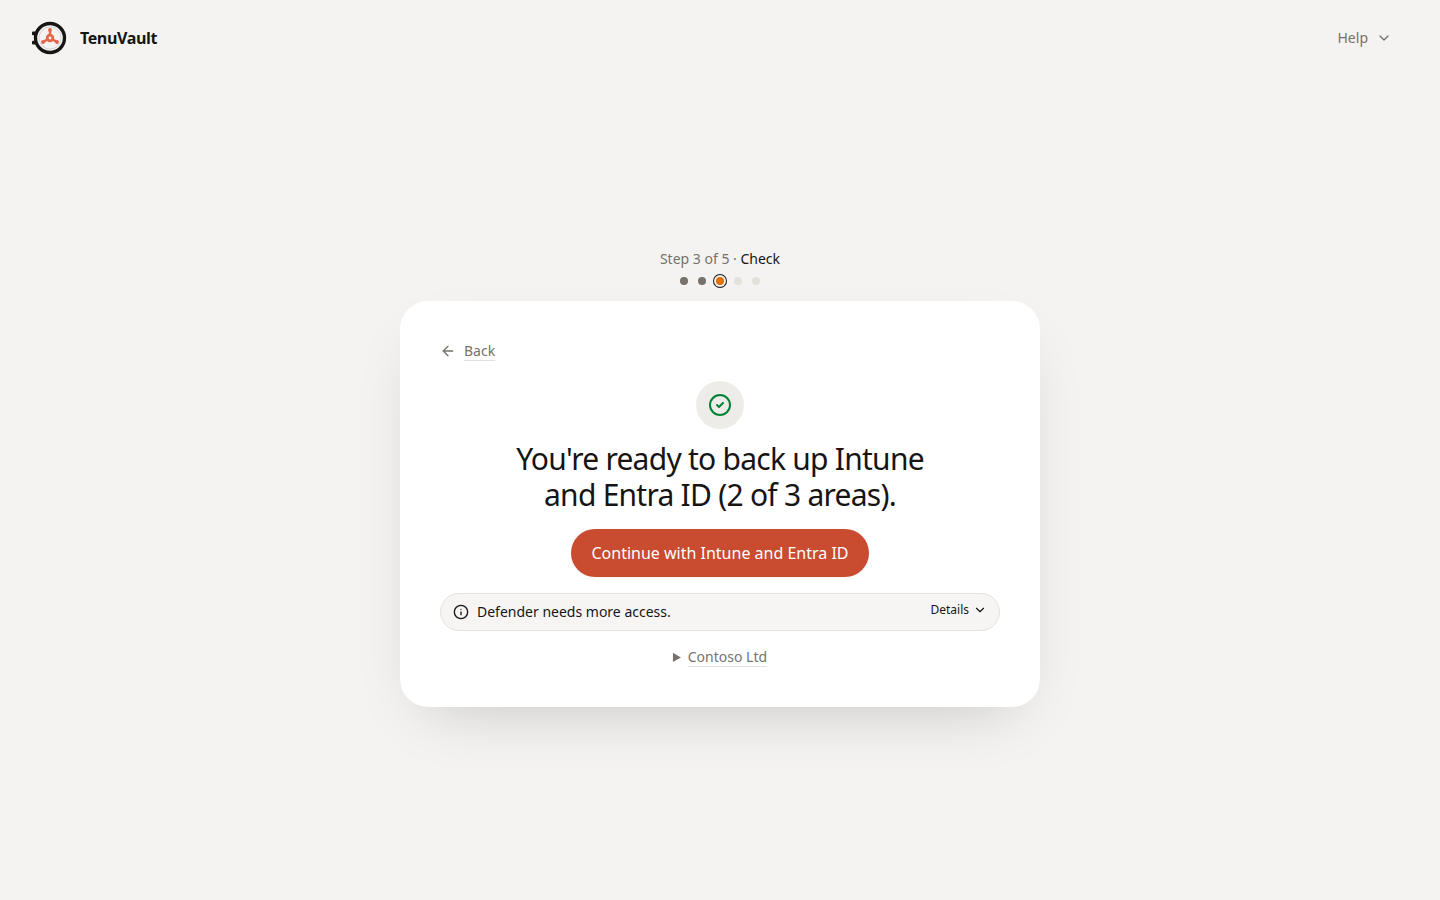 TenuVault
Help
Step 3 of 5 · Check
Back
You're ready to back up Intune
and Entra ID (2 of 3 areas).
Continue with Intune and Entra ID
Defender needs more access.
Details
Contoso Ltd